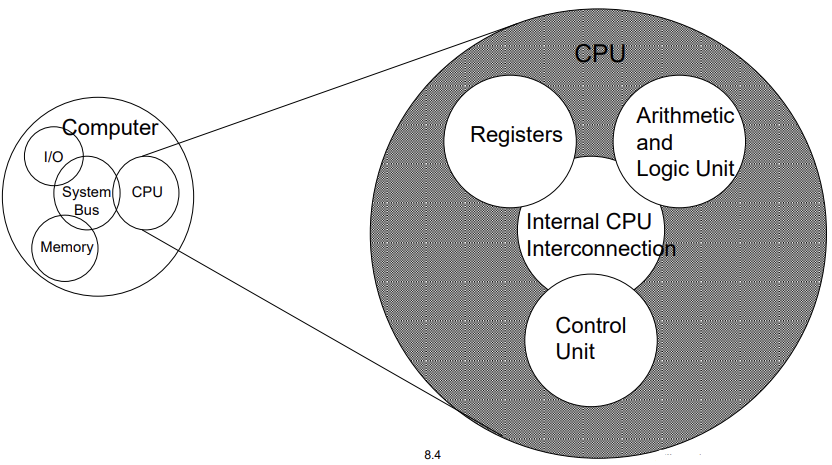 Computer
I/O
System
Bus
CPU
Memory
CPU
Registers
Arithmetic
and
Logic Unit
Internal CPU
Interconnection
Control
Unit
8.4